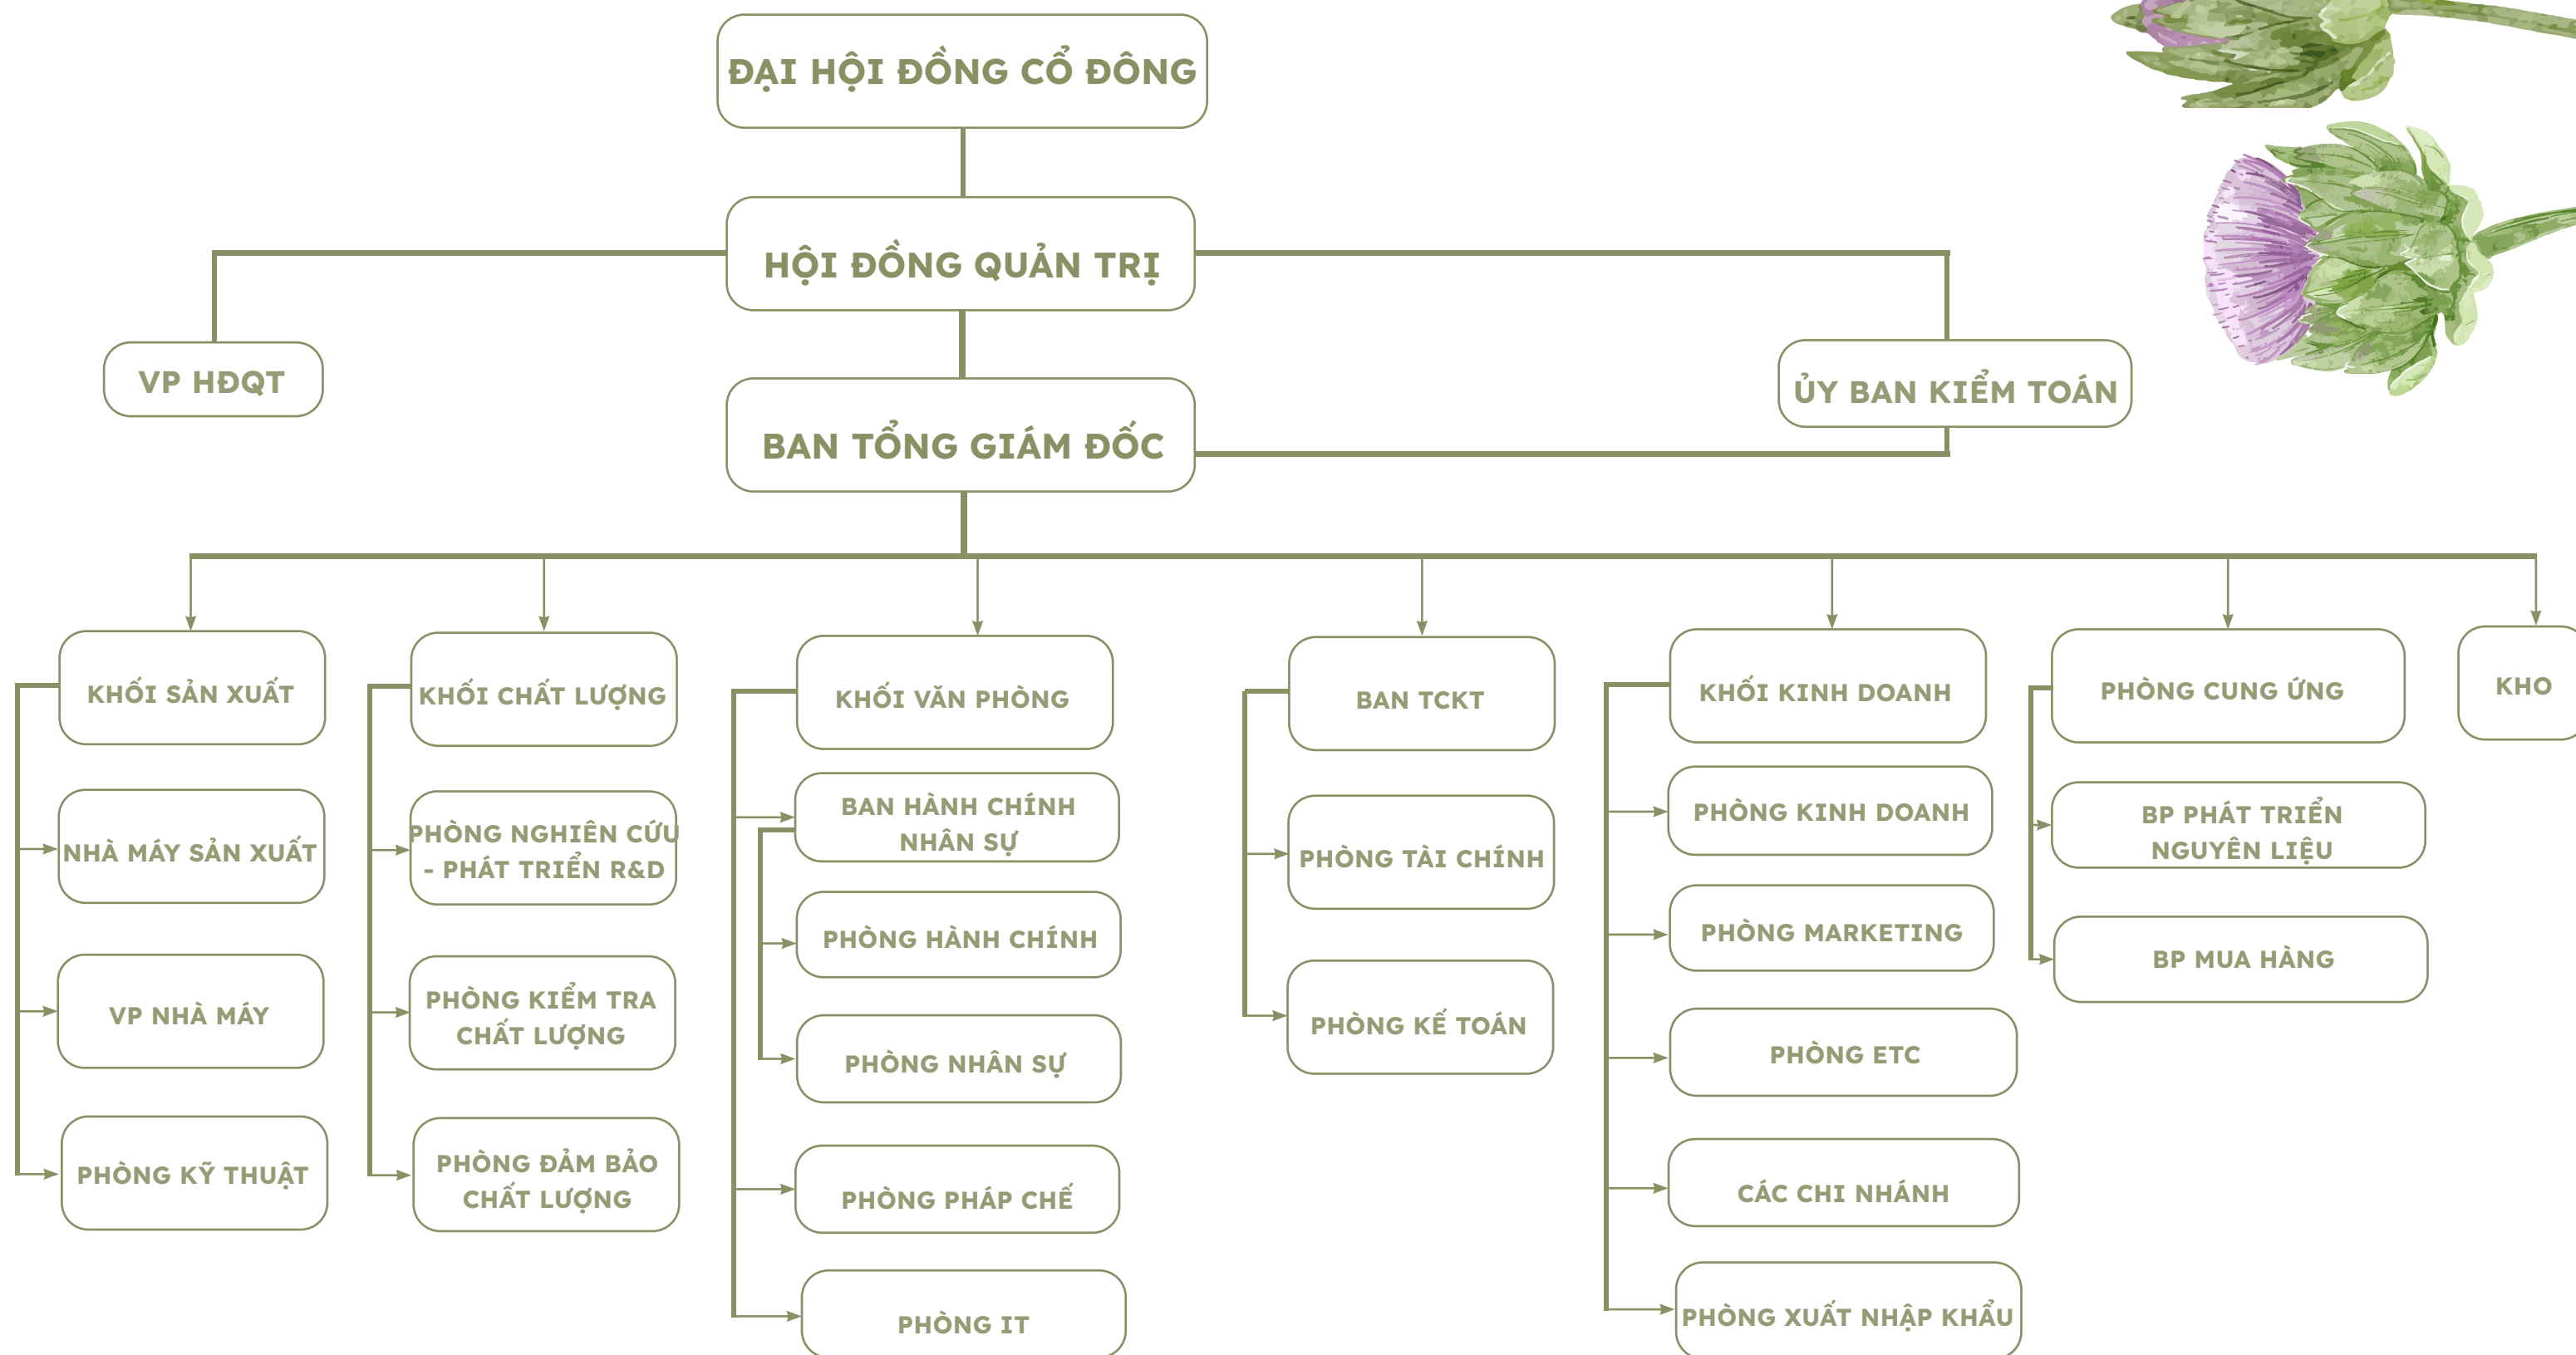 ĐẠI HỘI ĐỒNG CỔ ĐÔNG
HỘI ĐỒNG QUẢN TRỊ
VP HĐQT
ỦY BAN KIỂM TOÁN
BAN TỔNG GIÁM ĐỐC
KHỐI SẢN XUẤT
NHÀ MÁY SẢN XUẤT
VP NHÀ MÁY
PHÒNG KỸ THUẬT
KHỐI CHẤT LƯỢNG
PHÒNG NGHIÊN CỨU
- PHÁT TRIỂN R&D
PHÒNG KIỂM TRA
CHẤT LƯỢNG
PHÒNG ĐẢM BẢO
CHẤT LƯỢNG
KHỐI VĂN PHÒNG
BAN HÀNH CHÍNH
NHÂN SỰ
PHÒNG HÀNH CHÍNH
PHÒNG NHÂN SỰ
PHÒNG PHÁP CHẾ
PHÒNG IT
BAN TCKT
PHÒNG TÀI CHÍNH
PHÒNG KẾ TOÁN
KHỐI KINH DOANH
PHÒNG KINH DOANH
PHÒNG MARKETING
PHÒNG ETC
CÁC CHI NHÁNH
PHÒNG XUẤT NHẬP KHẨU
PHÒNG CUNG ỨNG
BP PHÁT TRIỂN
NGUYÊN LIỆU
BP MUA HÀNG
KHO